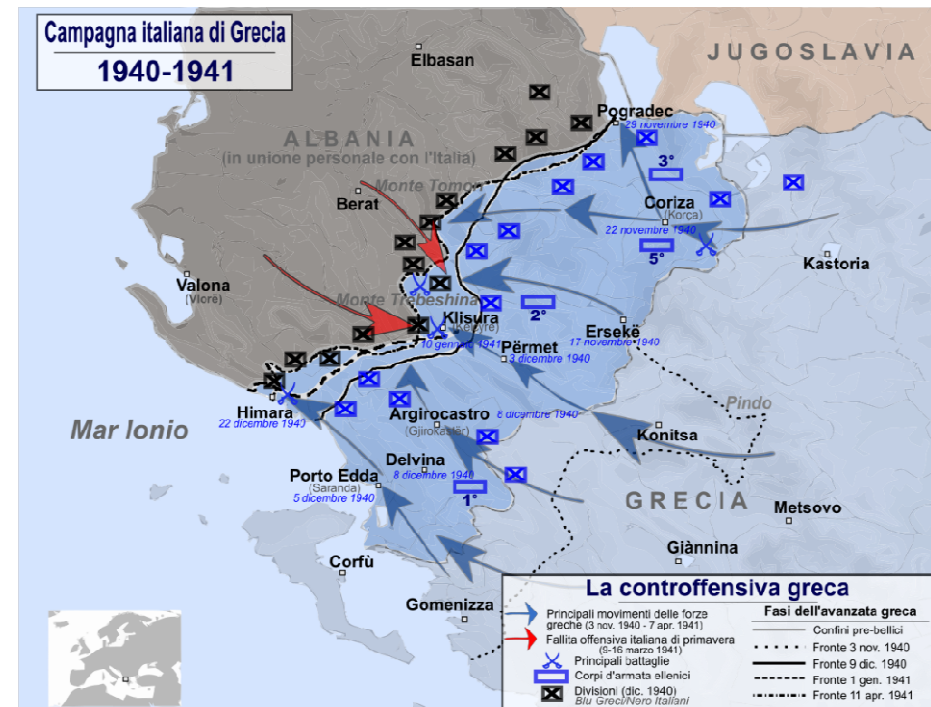 Campagna italiana di Grecia
1940-1941
JUGOSLAVIA
Elbasan
Pogradec
29 novembre 1940
ALBANIA
(in unione personale con l'Italia)
Monte Tomori
Berat
3°
Coriza
(Korça)
22 novembre 1940
5°
Kastoria
Valona
(Vlorë)
Monte Trebeshina
Klisura
(Këlcyrë)
10 gennaio 1941
2°
Ersekë
17 novembre 1940
Përmet
3 dicembre 1940
Himara
22 dicembre 1940
Argirocastro
(Gjirokastër)
8 dicembre 1940
Pindo
Konitsa
Mar Ionio
Delvina
8 dicembre 1940
Porto Edda
(Saranda)
5 dicembre 1940
1°
GRECIA
Metsovo
Giànnina
Corfù
Gomenizza
La controffensiva greca
Principali movimenti delle forze
greche (3 nov. 1940 - 7 apr. 1941)
Fallita offensiva italiana di primavera
(9-16 marzo 1941)
Principali battaglie
Corpi d'armata ellenici
Divisioni (dic. 1940)
Blu Greci/Nero Italiani
Fasi dell'avanzata greca
Confini pre-bellici
Fronte 3 nov. 1940
Fronte 9 dic. 1940
Fronte 1 gen. 1941
Fronte 11 apr. 1941